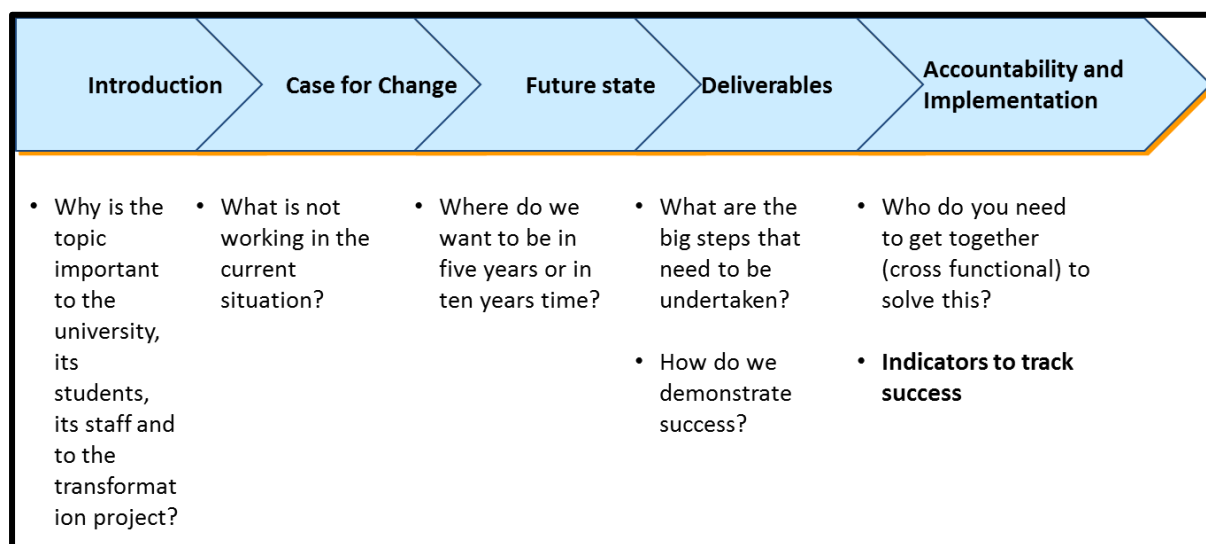 Introduction
Case for Change
Future state
Deliverables
Accountability and
Implementation
• Why is the
topic
important
to the
university,
its
students,
its staff and
to the
transformat
ion project?
• What is not
working in the
current
situation?
• Where do we
want to be in
five years or in
ten years time?
• What are the
big steps that
need to be
undertaken?
• How do we
demonstrate
success?
• Who do you need
to get together
(cross functional) to
solve this?
• Indicators to track
success